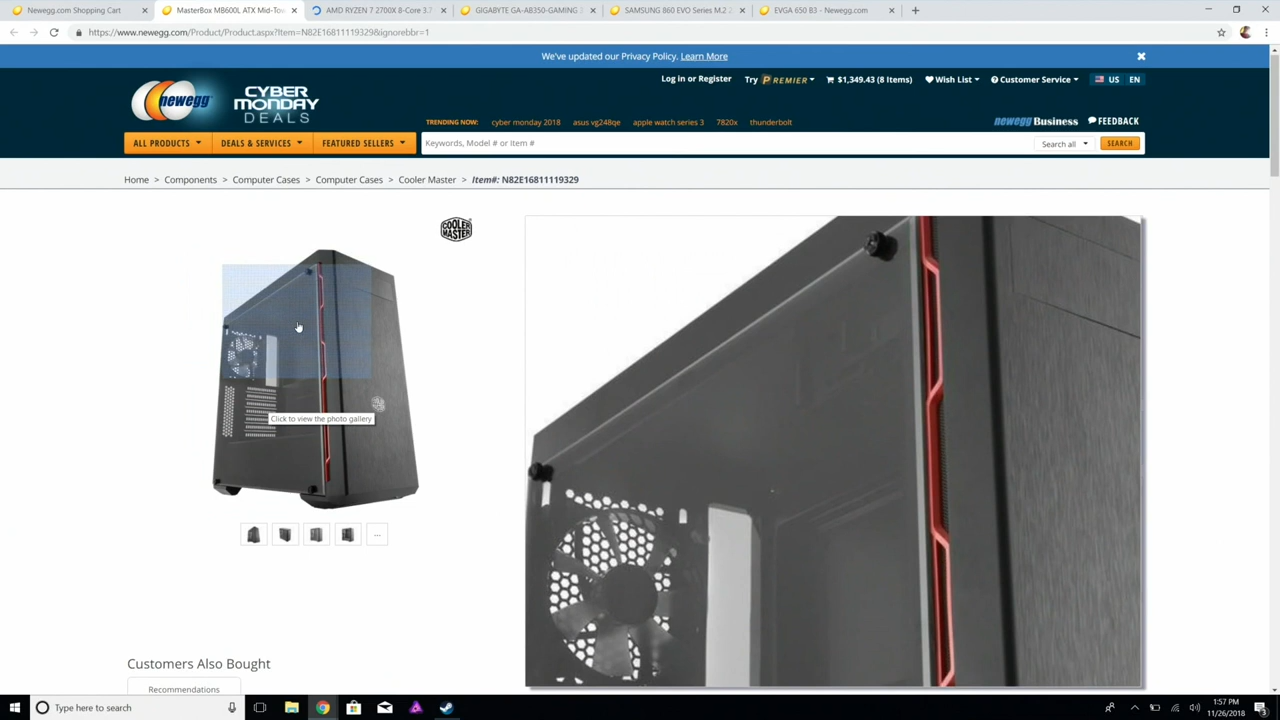 Newegg.com Shopping Cart
MasterBox MB600L ATX Mid-Tow
AMD RYZEN 7 2700X 8-Core 3.7
GIGABYTE GA-AB350-GAMING 3
SAMSUNG 860 EVO Series M.2 2
EVGA 650 B3 - Newegg.com
https://www.newegg.com/Product/Product.aspx?Item=N82E16811119329&ignorebbr=1
We've updated our Privacy Policy. Learn More
Log in or Register
Try PREMIER
$1,349.43 (8 Items)
Wish List
Customer Service
US EN
newegg
CYBER
MONDAY
DEALS
TRENDING NOW: cyber monday 2018 asus vg248qe apple watch series 3 7820x thunderbolt
neweggBusiness
FEEDBACK
ALL PRODUCTS
DEALS & SERVICES
FEATURED SELLERS
Keywords, Model # or Item #
Search all
SEARCH
Home > Components > Computer Cases > Computer Cases > Cooler Master > Item#: N82E16811119329
COOLER
MASTER
Click to view the photo gallery
...
Customers Also Bought
Recommendations
Type here to search
1:57 PM
11/26/2018
3